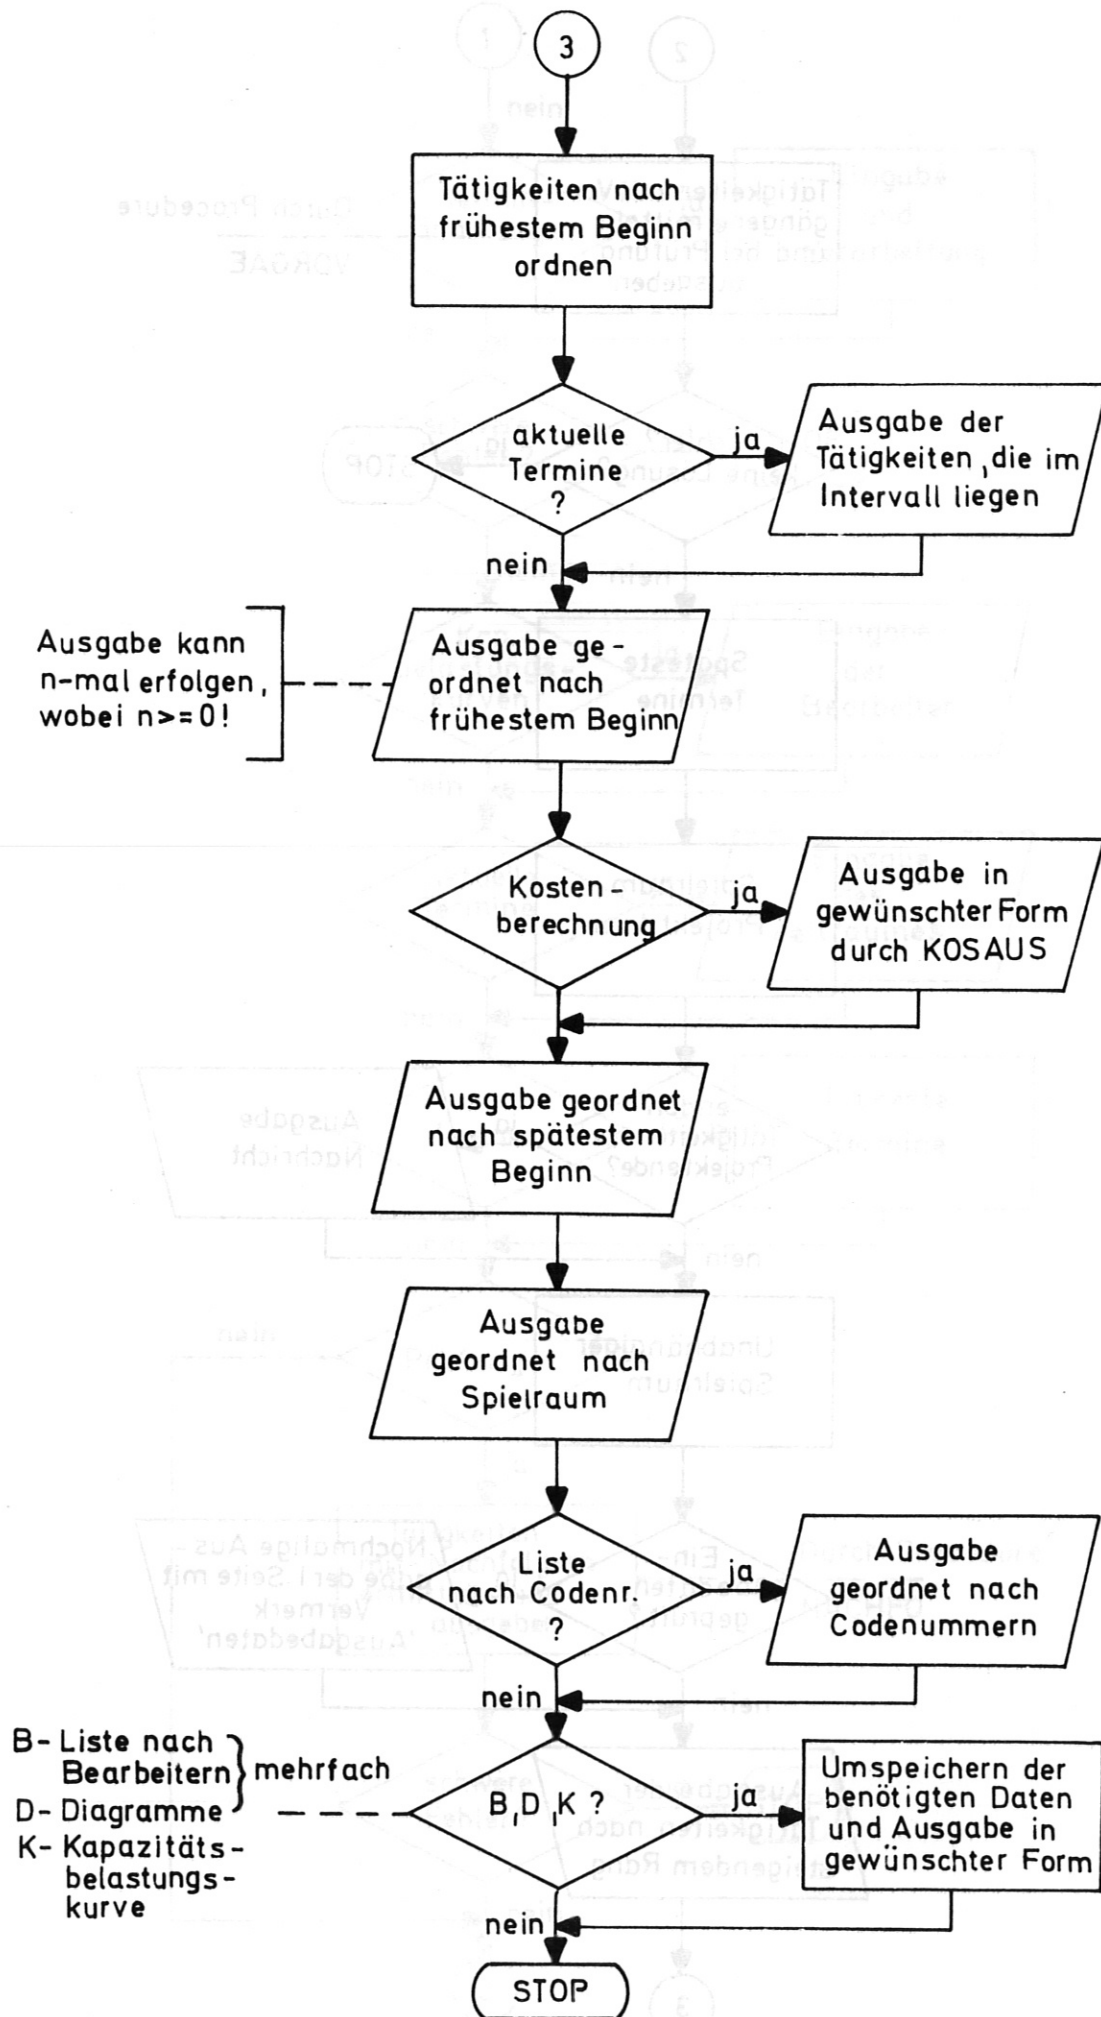 3
Tätigkeiten nach
frühestem Beginn
ordnen
aktuelle
Termine
?
ja
Ausgabe der
Tätigkeiten, die im
Intervall liegen
nein
Ausgabe kann
n-mal erfolgen,
wobei n>=0!
Ausgabe ge-
ordnet nach
frühestem Beginn
Kosten-
berechnung
ja
Ausgabe in
gewünschter Form
durch KOSAUS
Ausgabe geordnet
nach spätestem
Beginn
Ausgabe
geordnet nach
Spielraum
Liste
nach Codenr.
?
ja
Ausgabe
geordnet nach
Codenummern
nein
B- Liste nach
Bearbeitern } mehrfach
D- Diagramme
K- Kapazitäts-
belastungs-
kurve
B, D, K ?
ja
Umspeichern der
benötigten Daten
und Ausgabe in
gewünschter Form
nein
STOP